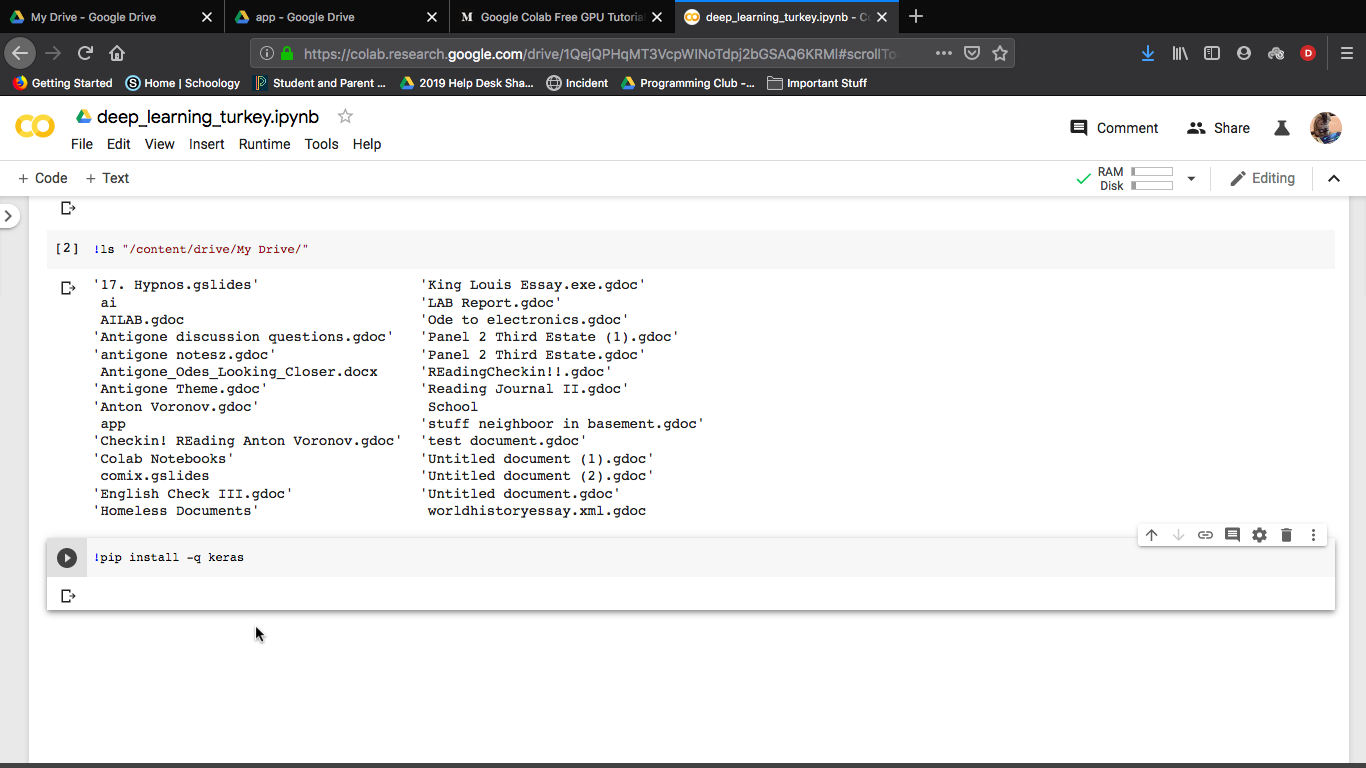 My Drive - Google Drive
app - Google Drive
M Google Colab Free GPU Tutorial
deep_learning_turkey.ipynb - C
https://colab.research.google.com/drive/1QejQPHqMT3VcpWINoTdpj2bGSAQ6KRMl#scrollTo
D
Getting Started
S Home | Schoology
Student and Parent ...
2019 Help Desk Sha...
Incident
Programming Club -...
Important Stuff
deep_learning_turkey.ipynb
File Edit View Insert Runtime Tools Help
Comment
Share
+ Code + Text
RAM
Disk
Editing
[2] !ls "/content/drive/My Drive/"
'17. Hypnos.gslides' 'King Louis Essay.exe.gdoc'
ai 'LAB Report.gdoc'
AILAB.gdoc 'Ode to electronics.gdoc'
'Antigone discussion questions.gdoc' 'Panel 2 Third Estate (1).gdoc'
'antigone notesz.gdoc' 'Panel 2 Third Estate.gdoc'
Antigone_Odes_Looking_Closer.docx 'REadingCheckin!!.gdoc'
'Antigone Theme.gdoc' 'Reading Journal II.gdoc'
'Anton Voronov.gdoc' School
app 'stuff neighboor in basement.gdoc'
'Checkin! REading Anton Voronov.gdoc' 'test document.gdoc'
'Colab Notebooks' 'Untitled document (1).gdoc'
comix.gslides 'Untitled document (2).gdoc'
'English Check III.gdoc' 'Untitled document.gdoc'
'Homeless Documents' worldhistoryessay.xml.gdoc
!pip install -q keras